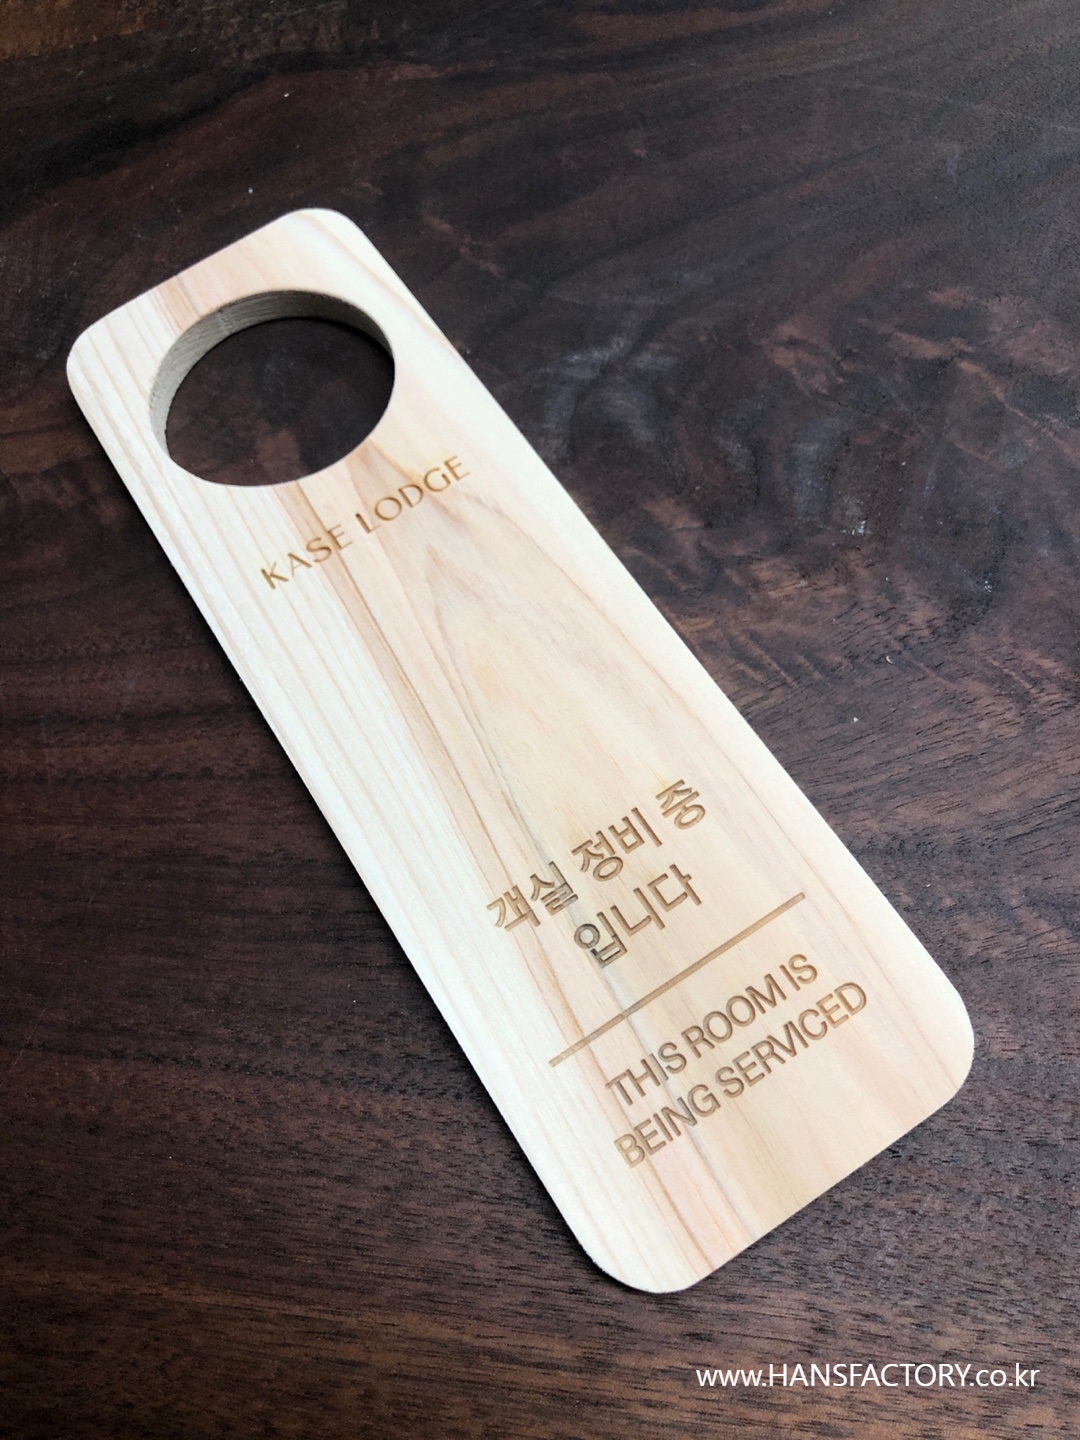 KASE LODGE
객실 정비 중
입니다
THIS ROOM IS
BEING SERVICED
www.HANSFACTORY.co.kr